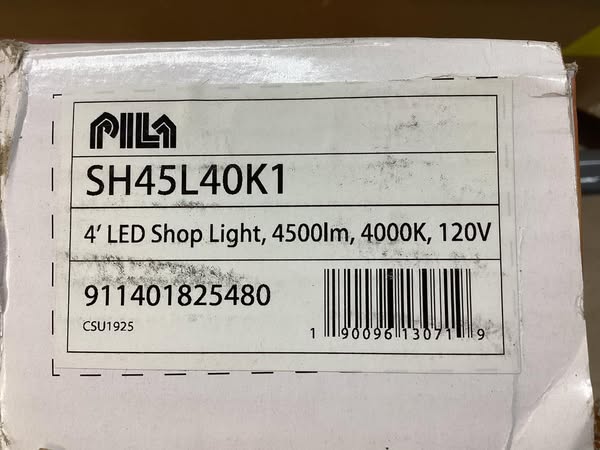 PILA
SH45L40K1
4' LED Shop Light, 4500lm, 4000K, 120V
911401825480
CSU1925
1 90096 13071 9